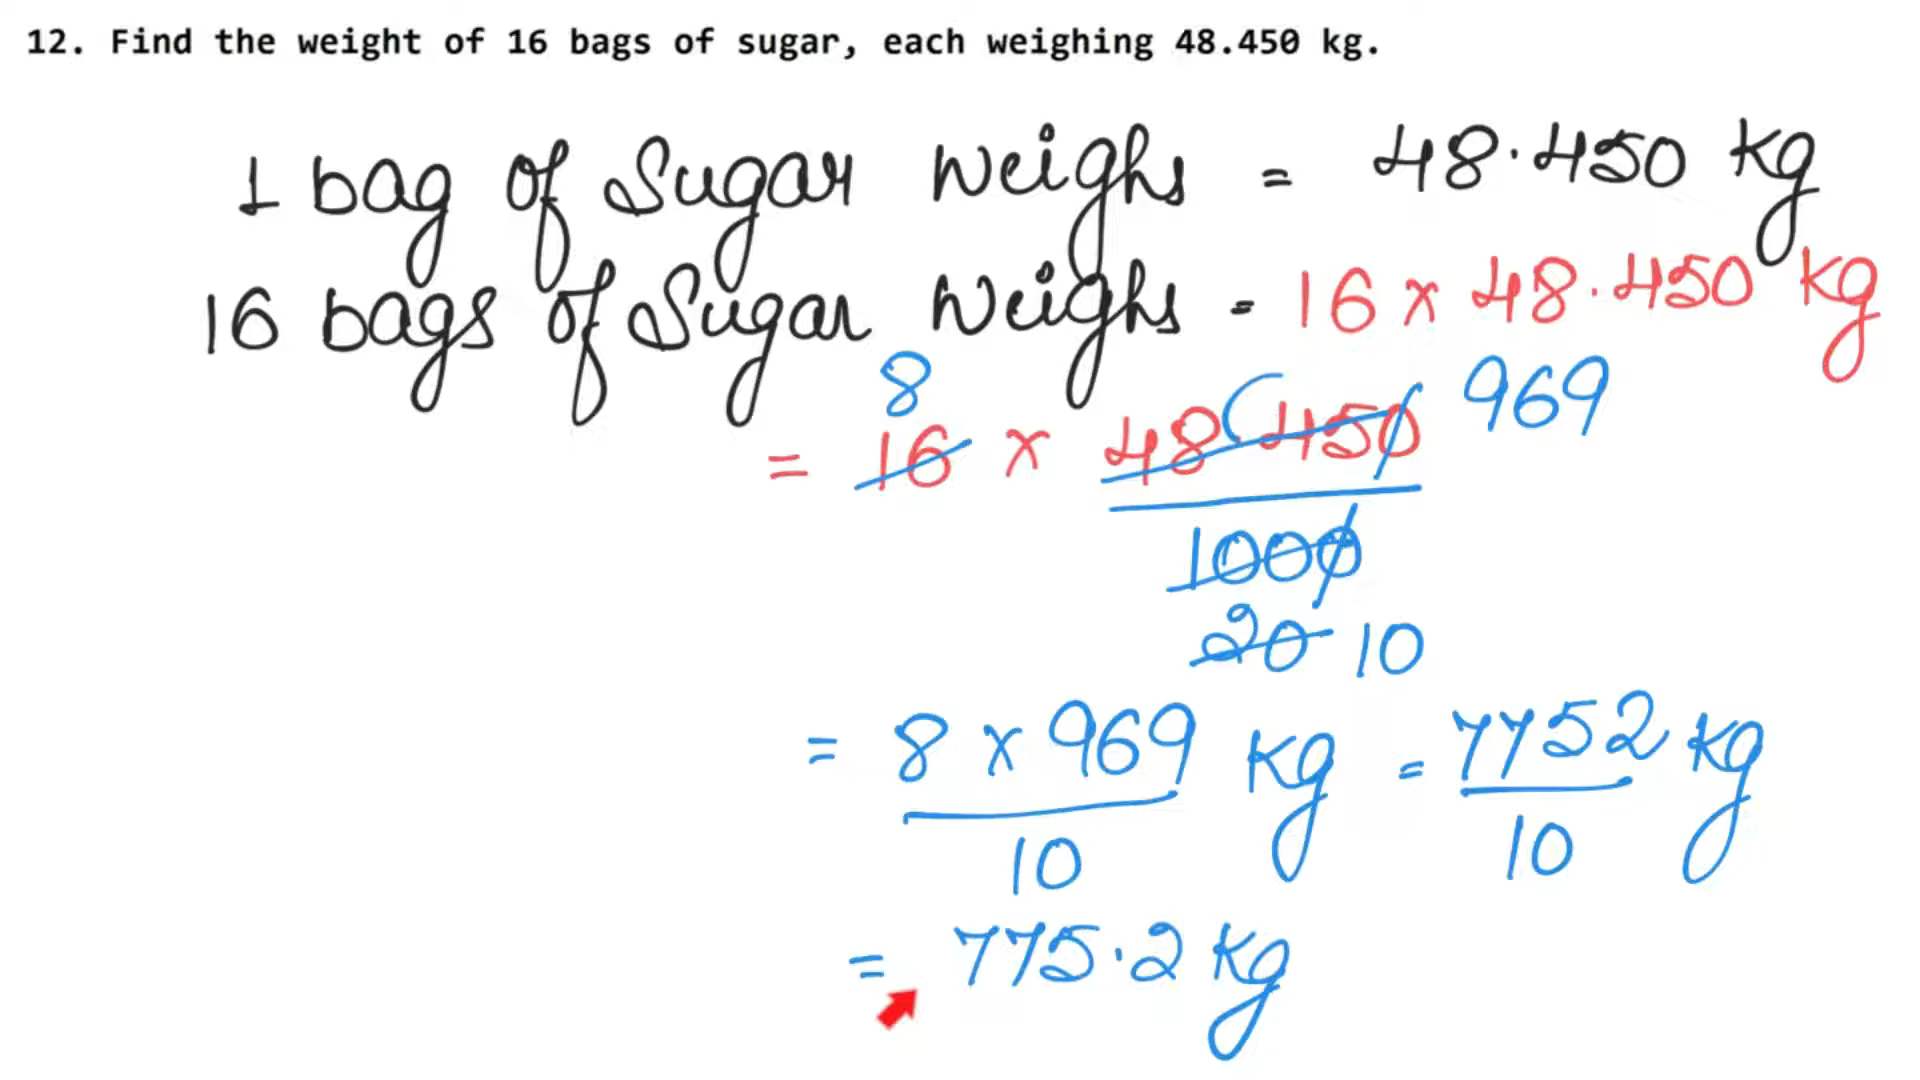 12. Find the weight of 16 bags of sugar, each weighing 48.450 kg.
1 bag of Sugar weighs = 48.450 kg
16 bags of Sugar weighs = 16 x 48.450 kg
8
= 16 x 48.450 969
1000
20 10
= 8 x 969 kg = 7752 kg
10 10
= 775.2 kg